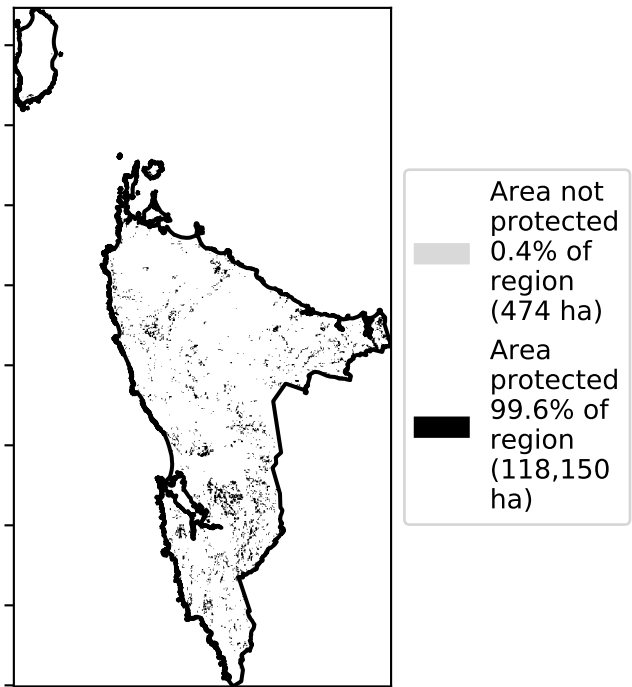 Area not
protected
0.4% of
region
(474 ha)
Area
protected
99.6% of
region
(118,150
ha)